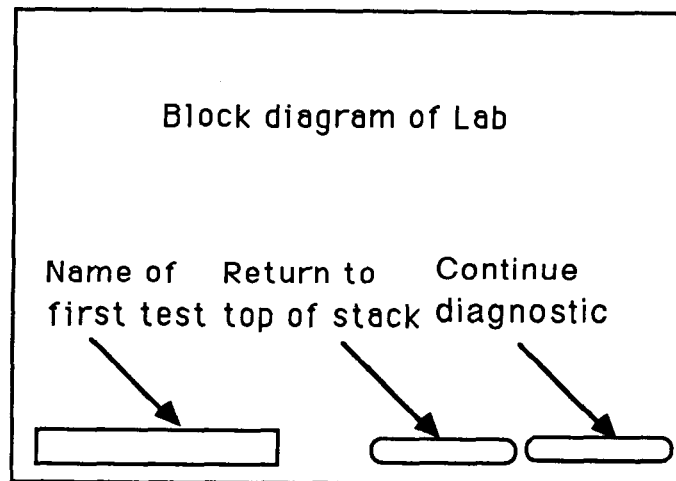 Block diagram of Lab
Name of
first test
Return to
top of stack
Continue
diagnostic